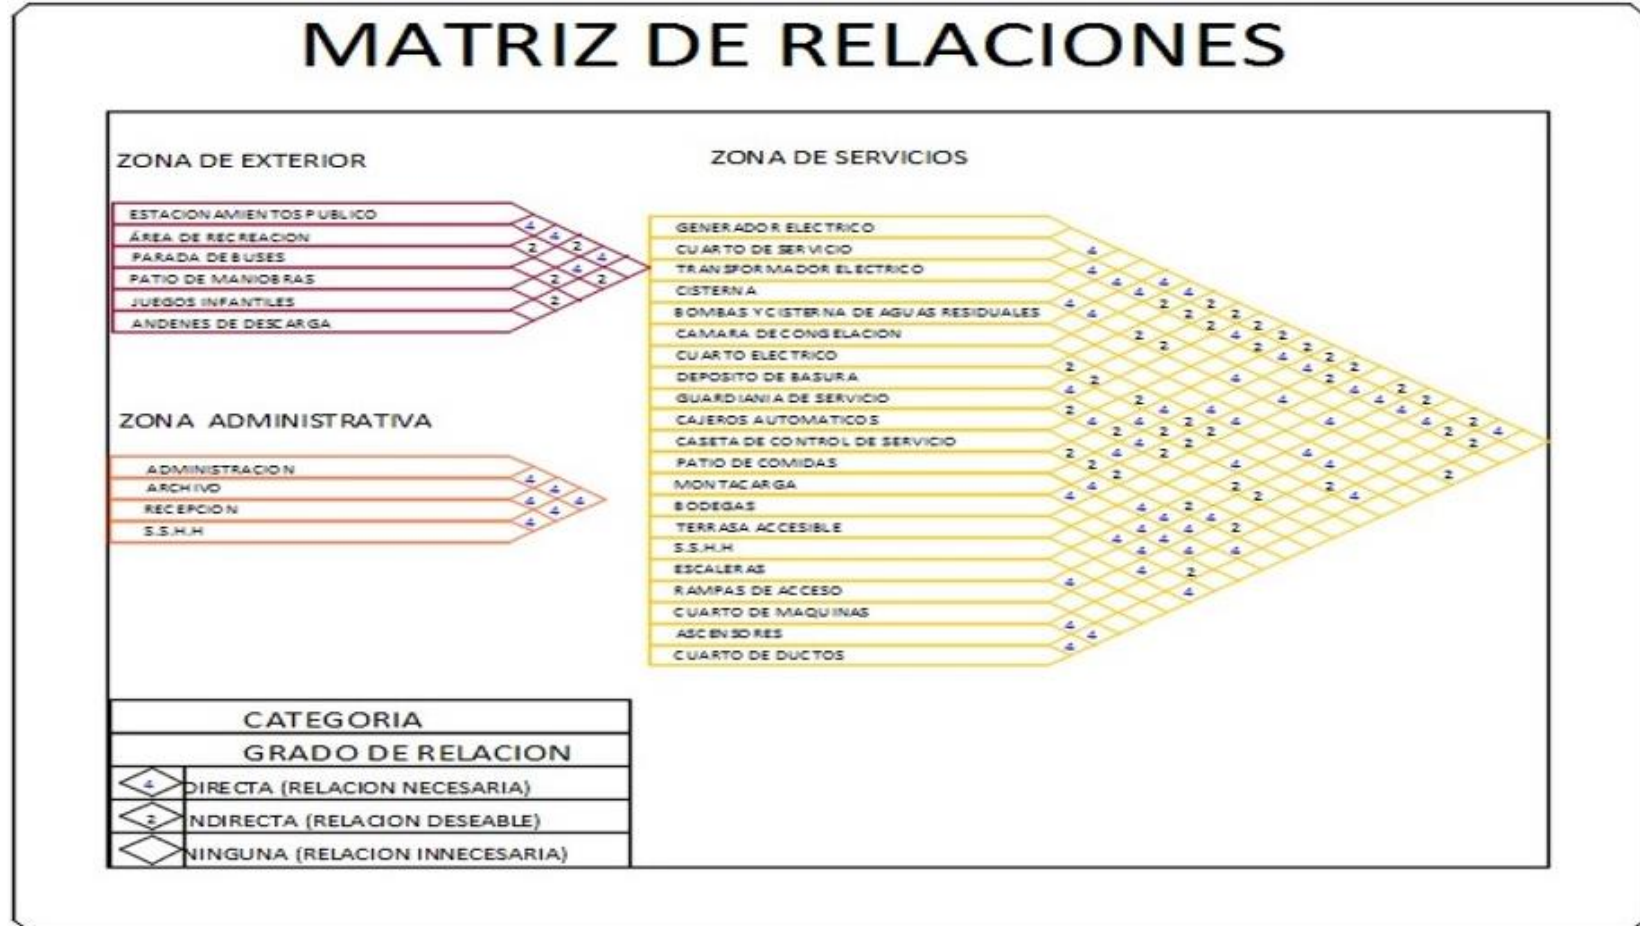 MATRIZ DE RELACIONES
ZONA DE EXTERIOR
ESTACIONAMIENTOS PUBLICO
ÁREA DE RECREACION
PARADA DE BUSES
PATIO DE MANIOBRAS
JUEGOS INFANTILES
ANDENES DE DESCARGA
ZONA ADMINISTRATIVA
ADMINISTRACION
ARCHIVO
RECEPCION
S.S.H.H
ZONA DE SERVICIOS
GENERADOR ELECTRICO
CUARTO DE SERVICIO
TRANSFORMADOR ELECTRICO
CISTERNA
BOMBAS Y CISTERNA DE AGUAS RESIDUALES
CAMARA DE CONGELACION
CUARTO ELECTRICO
DEPOSITO DE BASURA
GUARDIANIA DE SERVICIO
CAJEROS AUTOMATICOS
CASETA DE CONTROL DE SERVICIO
PATIO DE COMIDAS
MONTACARGA
BODEGAS
TERRASA ACCESIBLE
S.S.H.H
ESCALERAS
RAMPAS DE ACCESO
CUARTO DE MAQUINAS
ASCENSORES
CUARTO DE DUCTOS
CATEGORIA
GRADO DE RELACION
4 DIRECTA (RELACION NECESARIA)
2 INDIRECTA (RELACION DESEABLE)
NINGUNA (RELACION INNECESARIA)